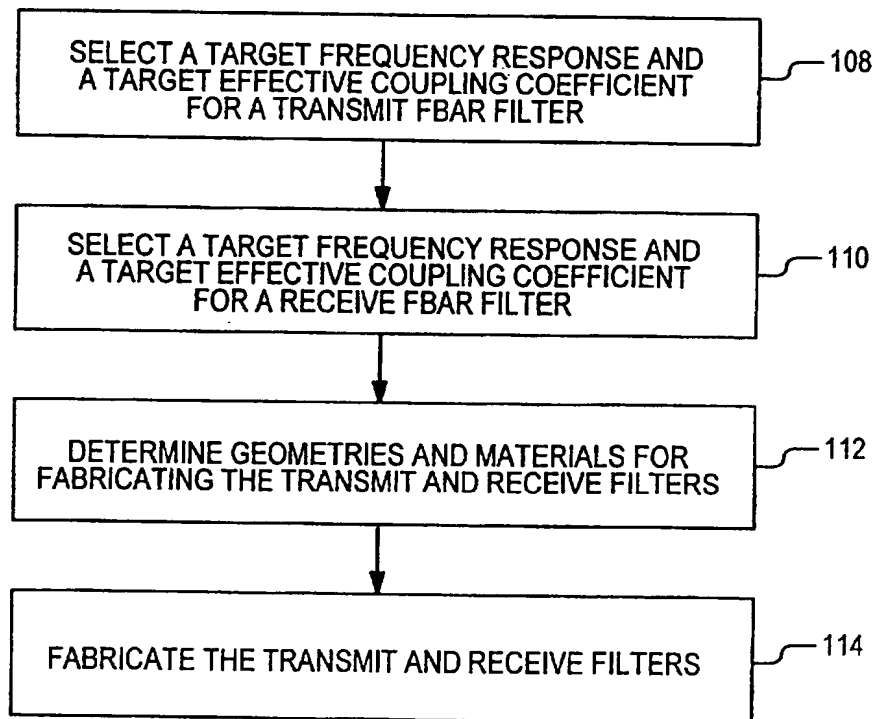 SELECT A TARGET FREQUENCY RESPONSE AND
A TARGET EFFECTIVE COUPLING COEFFICIENT
FOR A TRANSMIT FBAR FILTER
108
SELECT A TARGET FREQUENCY RESPONSE AND
A TARGET EFFECTIVE COUPLING COEFFICIENT
FOR A RECEIVE FBAR FILTER
110
DETERMINE GEOMETRIES AND MATERIALS FOR
FABRICATING THE TRANSMIT AND RECEIVE FILTERS
112
FABRICATE THE TRANSMIT AND RECEIVE FILTERS
114